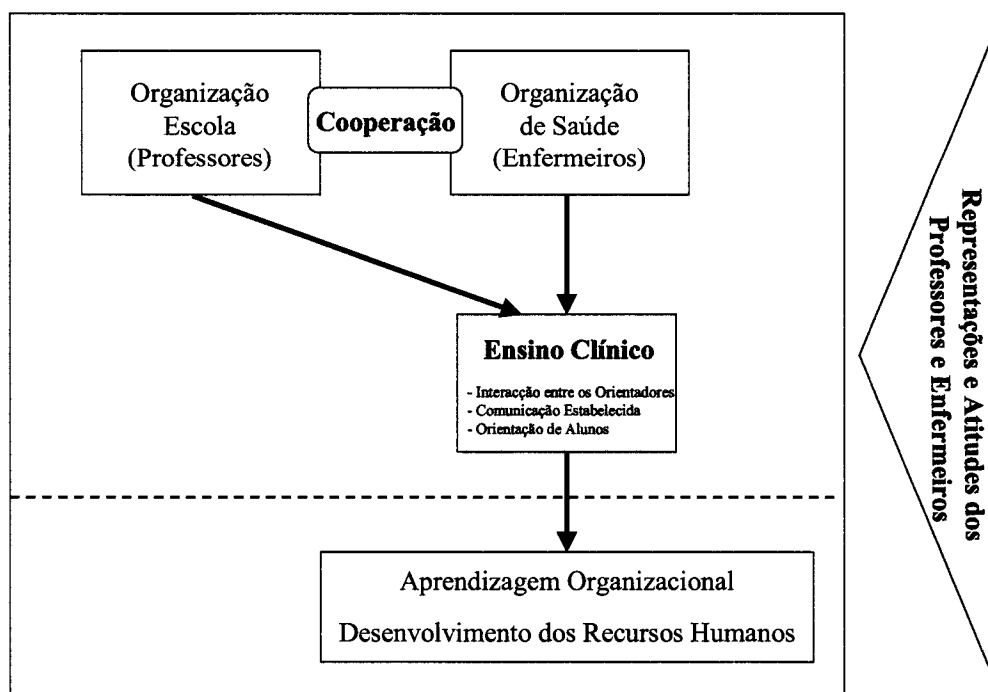 Organização
Escola
(Professores)
Cooperação
Organização
de Saúde
(Enfermeiros)
Ensino Clínico
- Interacção entre os Orientadores
- Comunicação Estabelecida
- Orientação de Alunos
Aprendizagem Organizacional
Desenvolvimento dos Recursos Humanos
Representações e Atitudes dos
Professores e Enfermeiros